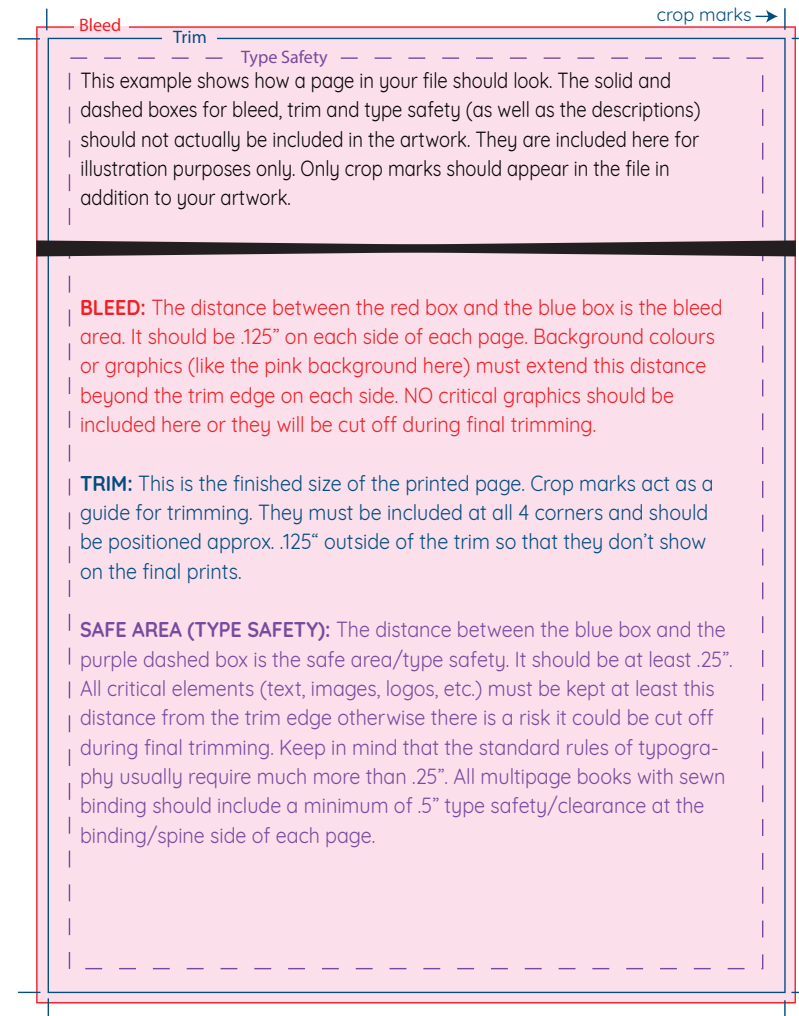 crop marks
Bleed
Trim
Type Safety
This example shows how a page in your file should look. The solid and
dashed boxes for bleed, trim and type safety (as well as the descriptions)
should not actually be included in the artwork. They are included here for
illustration purposes only. Only crop marks should appear in the file in
addition to your artwork.
BLEED: The distance between the red box and the blue box is the bleed
area. It should be .125” on each side of each page. Background colours
or graphics (like the pink background here) must extend this distance
beyond the trim edge on each side. NO critical graphics should be
included here or they will be cut off during final trimming.
TRIM: This is the finished size of the printed page. Crop marks act as a
guide for trimming. They must be included at all 4 corners and should
be positioned approx. .125“ outside of the trim so that they don’t show
on the final prints.
SAFE AREA (TYPE SAFETY): The distance between the blue box and the
purple dashed box is the safe area/type safety. It should be at least .25”.
All critical elements (text, images, logos, etc.) must be kept at least this
distance from the trim edge otherwise there is a risk it could be cut off
during final trimming. Keep in mind that the standard rules of typogra-
phy usually require much more than .25”. All multipage books with sewn
binding should include a minimum of .5” type safety/clearance at the
binding/spine side of each page.